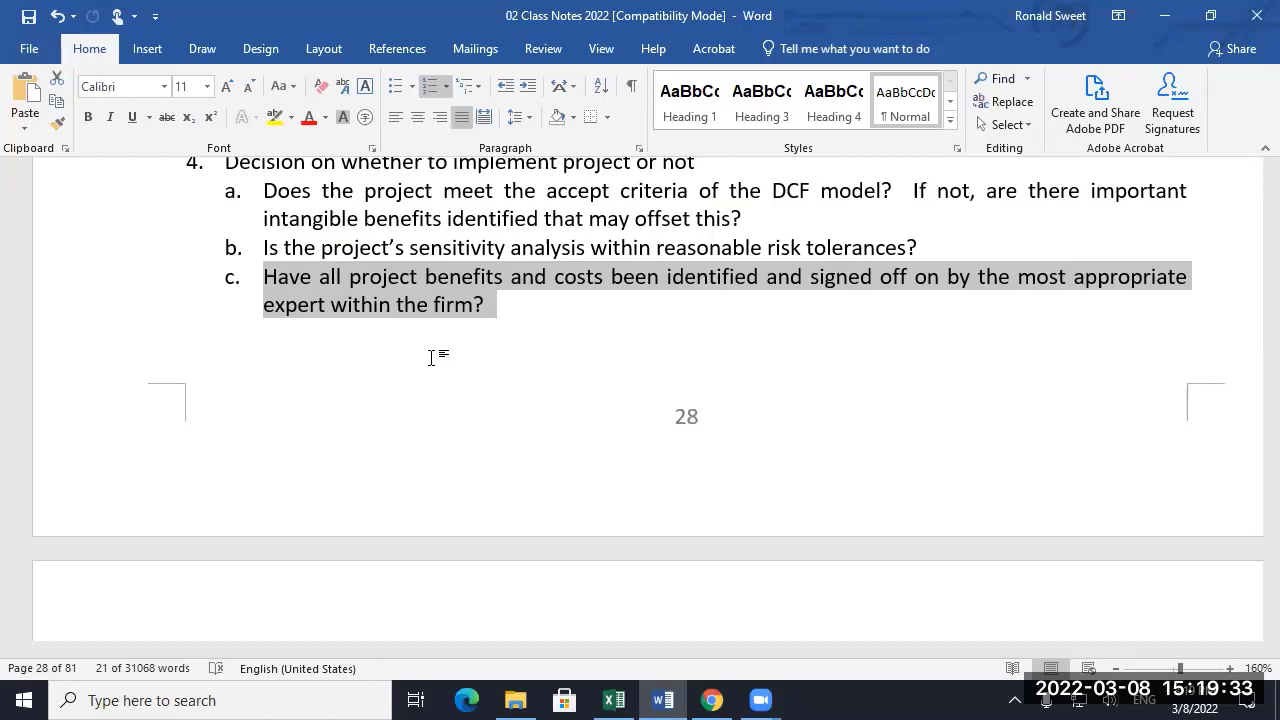 02 Class Notes 2022 [Compatibility Mode] - Word
Ronald Sweet
File Home Insert Draw Design Layout References Mailings Review View Help Acrobat Tell me what you want to do Share
Paste
Clipboard
Calibri 11 Aa
B I U abc x₂ x² A A A
Font
Paragraph
AaBbCc AaBbCc AaBbCc AaBbCcDc
Heading 1 Heading 3 Heading 4 ¶ Normal
Styles
Find
Replace
Select
Editing
Create and Share Adobe PDF
Request Signatures
Adobe Acrobat
4. Decision on whether to implement project or not
a. Does the project meet the accept criteria of the DCF model? If not, are there important
intangible benefits identified that may offset this?
b. Is the project's sensitivity analysis within reasonable risk tolerances?
c. Have all project benefits and costs been identified and signed off on by the most appropriate
expert within the firm?
28
Page 28 of 81 21 of 31068 words English (United States) 160%
Type here to search
2022-03-08 15:19:33
ENG
3/8/2022